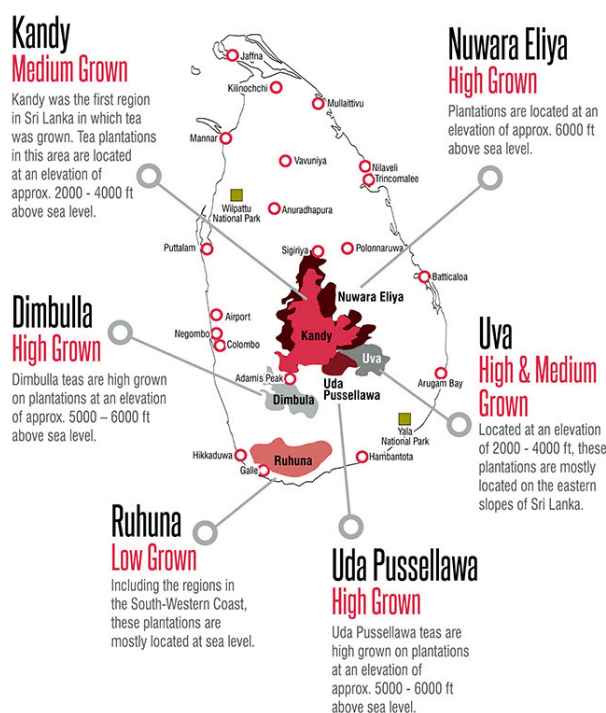 Kandy
Medium Grown
Kandy was the first region
in Sri Lanka in which tea
was grown. Tea plantations
in this area are located
at an elevation of
approx. 2000 - 4000 ft
above sea level.
Nuwara Eliya
High Grown
Plantations are located at an
elevation of approx. 6000 ft
above sea level.
Jaffna
Kilinochchi
Mullaittivu
Mannar
Vavuniya
Nilaveli
Trincomalee
Wilpattu
National Park
Anuradhapura
Puttalam
Sigiriya
Polonnaruwa
Batticaloa
Nuwara Eliya
Kandy
Airport
Negombo
Colombo
Uva
Adamis Peak
Uda
Pussellawa
Dimbula
Arugam Bay
Yala
National Park
Hikkaduwa
Ruhuna
Galle
Hambantota
Dimbulla
High Grown
Dimbulla teas are high grown
on plantations at an elevation
of approx. 5000 – 6000 ft
above sea level.
Uva
High & Medium
Grown
Located at an elevation
of 2000 - 4000 ft, these
plantations are mostly
located on the eastern
slopes of Sri Lanka.
Ruhuna
Low Grown
Including the regions in
the South-Western Coast,
these plantations are
mostly located at sea level.
Uda Pussellawa
High Grown
Uda Pussellawa teas are
high grown on plantations
at an elevation of
approx. 5000 - 6000 ft
above sea level.